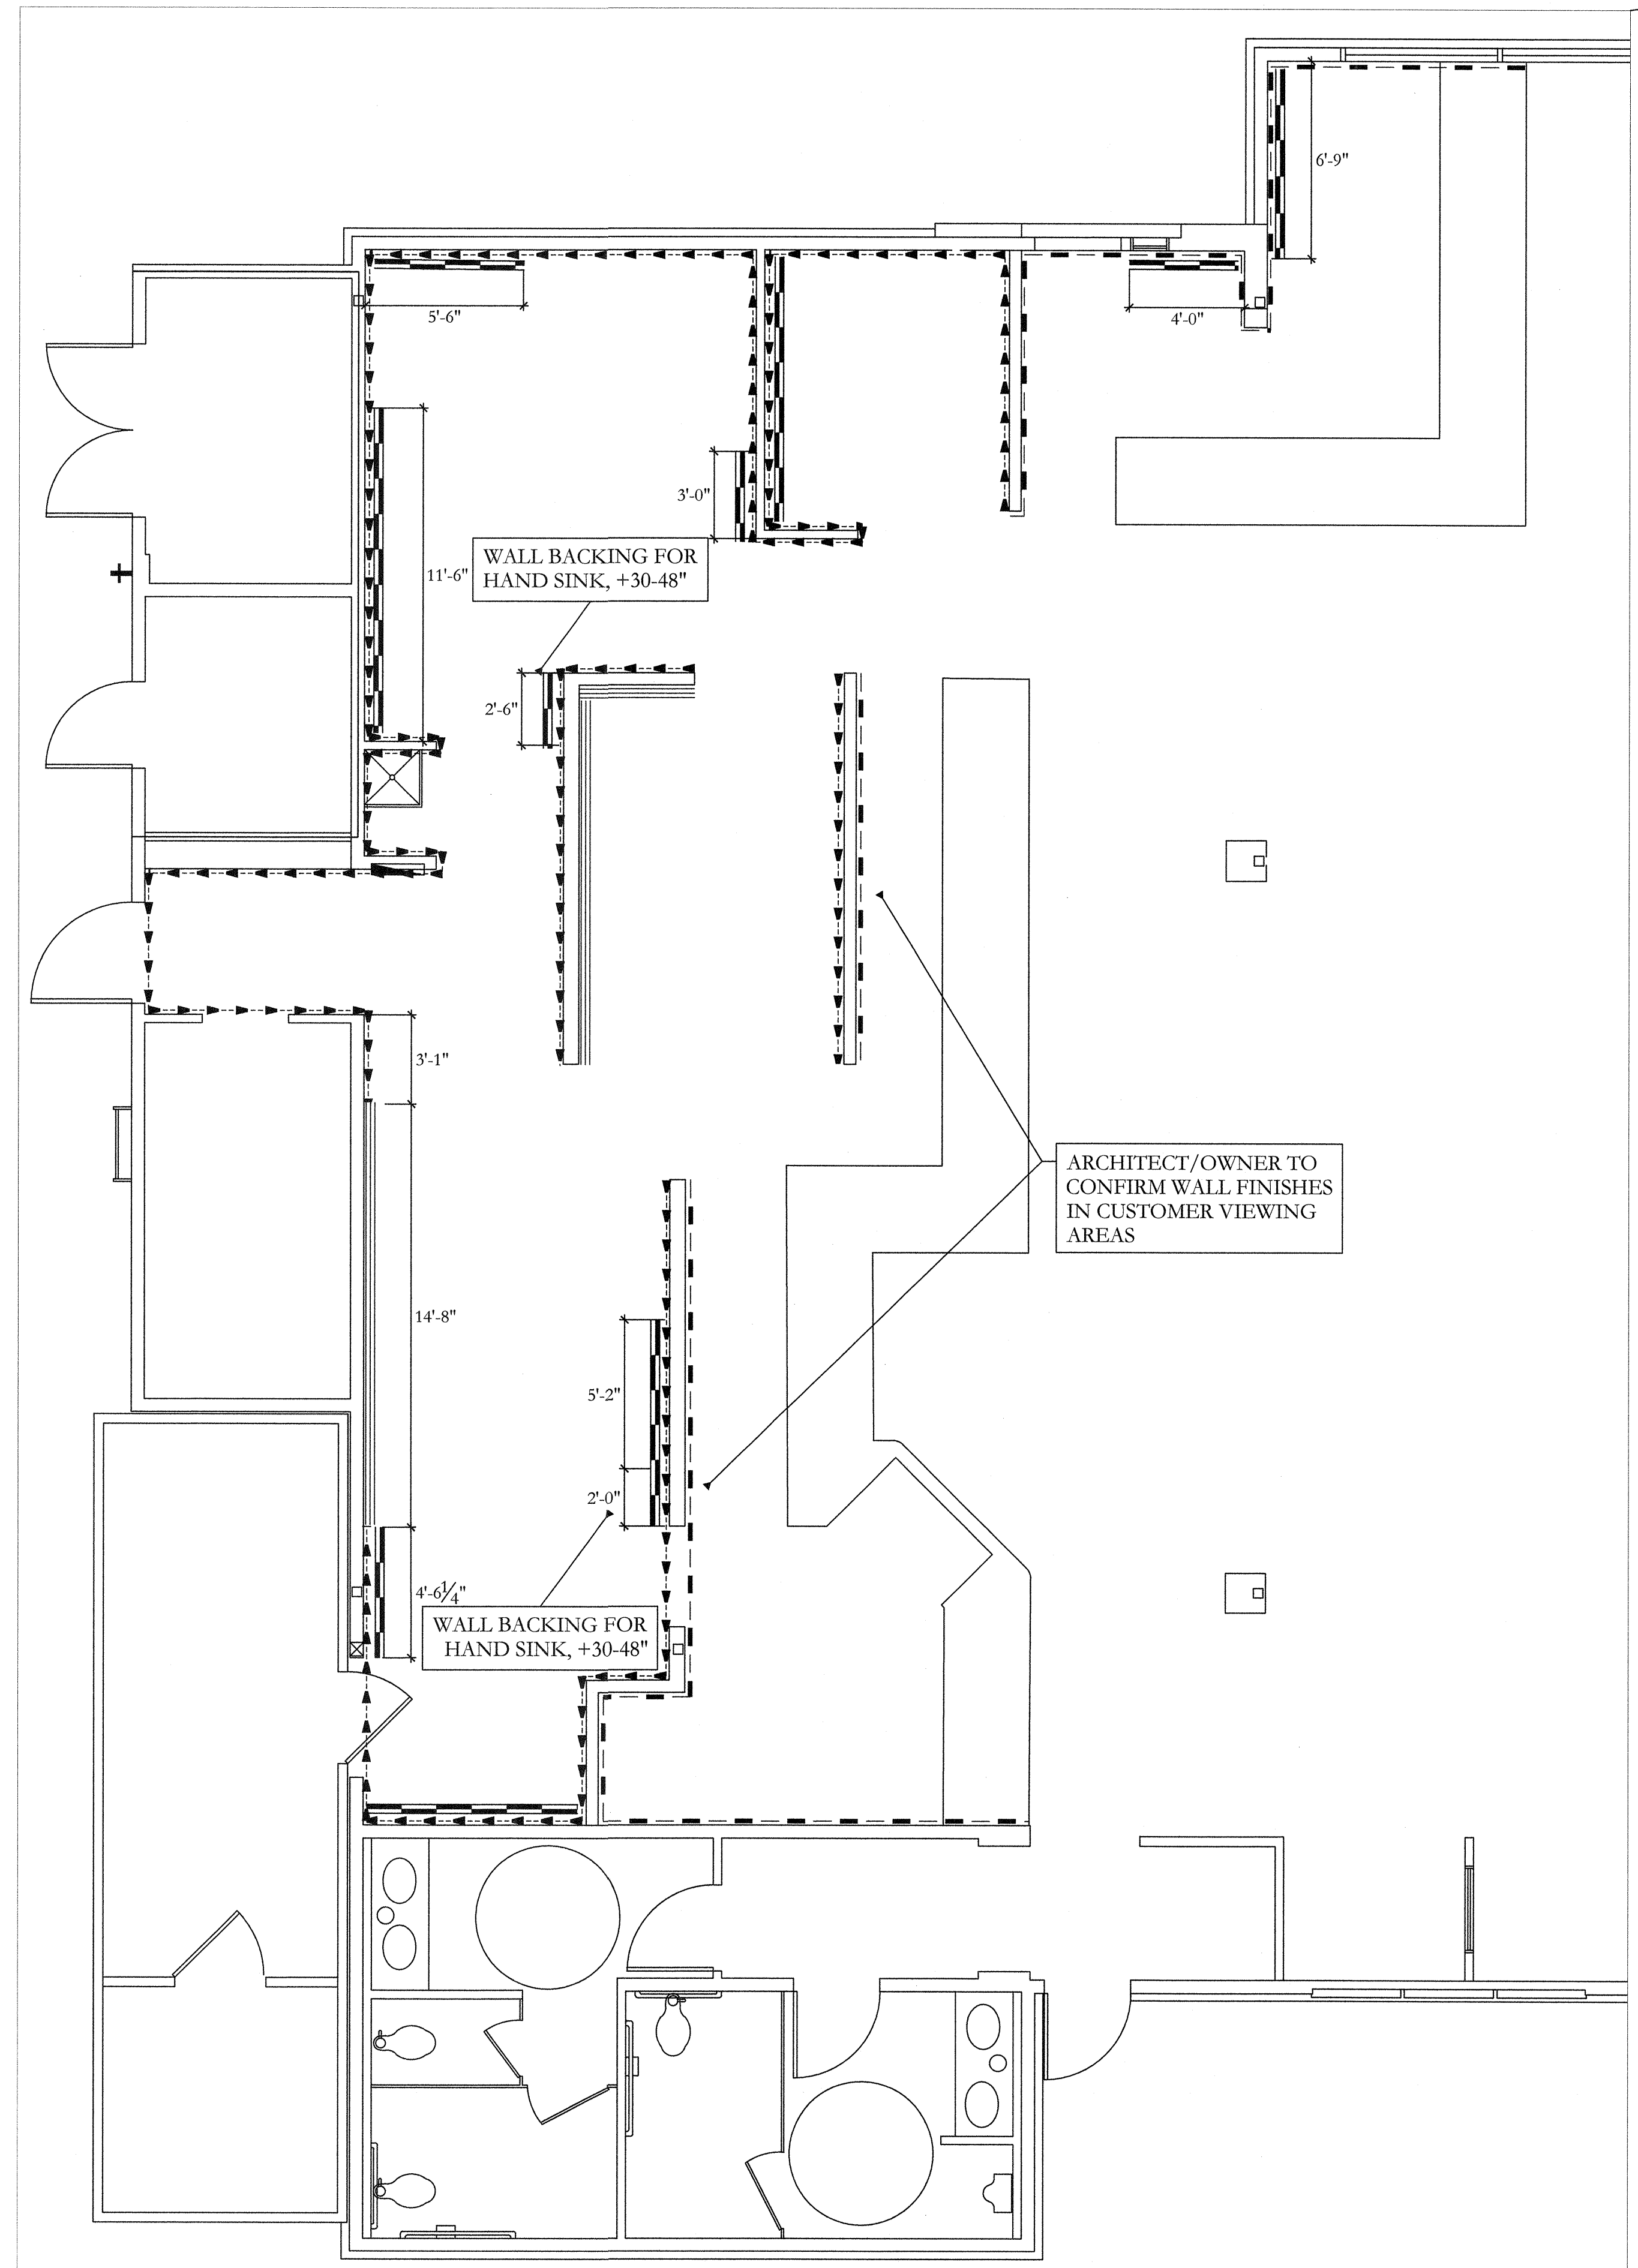 6'-9"
5'-6"
4'-0"
3'-0"
WALL BACKING FOR
HAND SINK, +30-48"
11'-6"
2'-6"
3'-1"
ARCHITECT/OWNER TO
CONFIRM WALL FINISHES
IN CUSTOMER VIEWING
AREAS
14'-8"
5'-2"
2'-0"
4'-6 1/4"
WALL BACKING FOR
HAND SINK, +30-48"